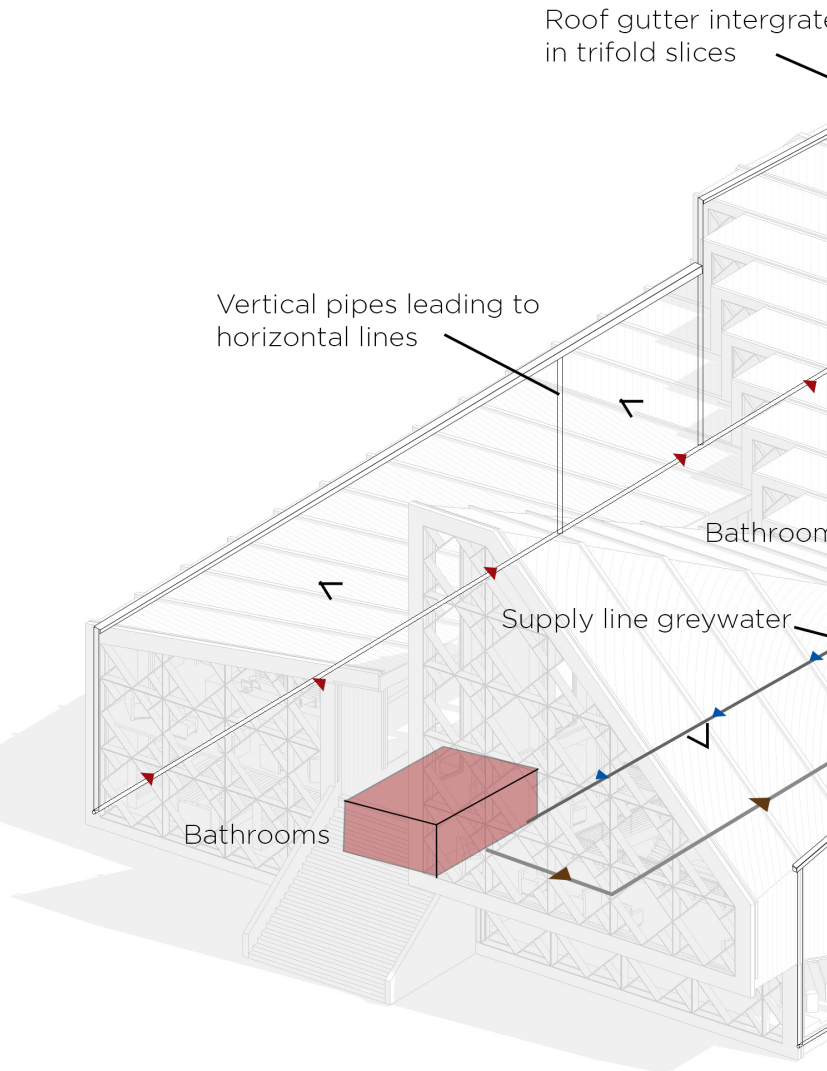 Roof gutter intergrate
in trifold slices
Vertical pipes leading to
horizontal lines
Bathroom
Supply line greywater
Bathrooms